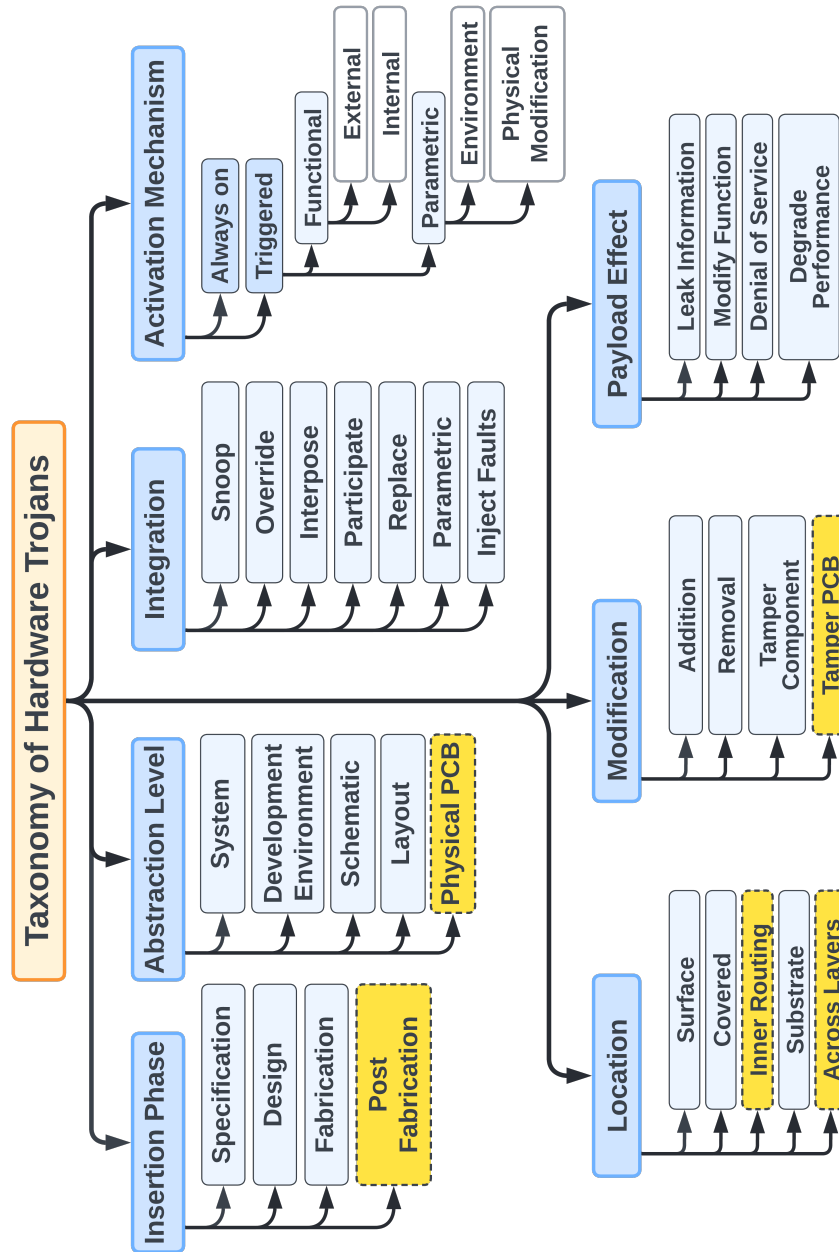 Taxonomy of Hardware Trojans
Insertion Phase
Specification
Design
Fabrication
Post
Fabrication
Abstraction Level
System
Development
Environment
Schematic
Layout
Physical PCB
Integration
Snoop
Override
Interpose
Participate
Replace
Parametric
Inject Faults
Activation Mechanism
Always on
Triggered
Functional
External
Internal
Parametric
Environment
Physical
Modification
Location
Surface
Covered
Inner Routing
Substrate
Across Layers
Modification
Addition
Removal
Tamper
Component
Tamper PCB
Payload Effect
Leak Information
Modify Function
Denial of Service
Degrade
Performance